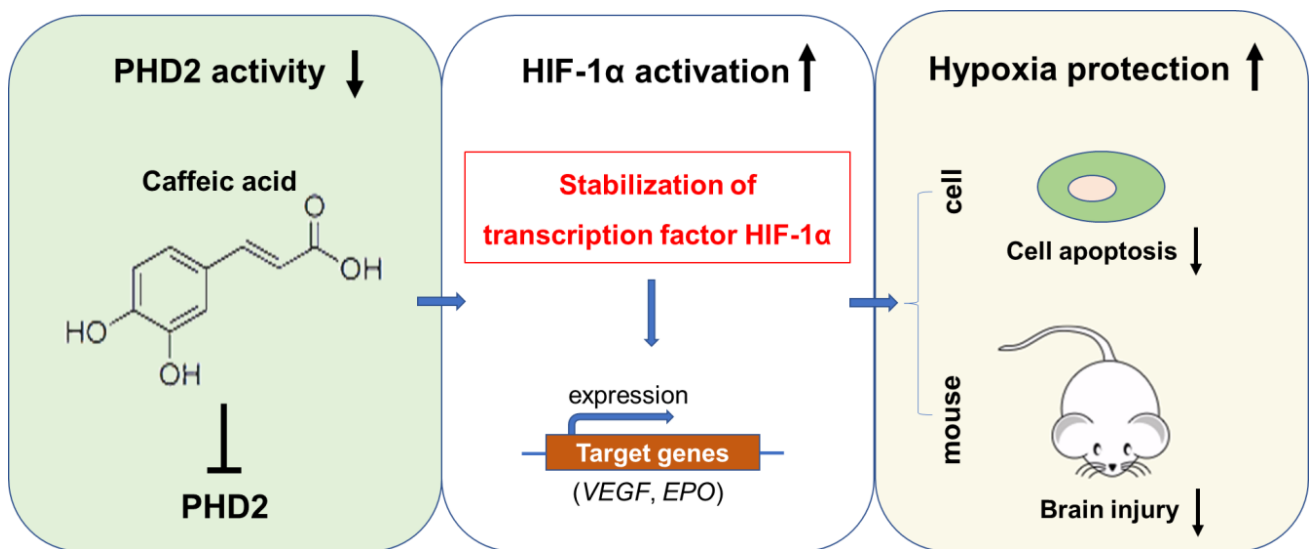 PHD2 activity
Caffeic acid
O
OH
HO
OH
PHD2
HIF-1α activation
Stabilization of
transcription factor HIF-1α
expression
Target genes
(VEGF, EPO)
Hypoxia protection
cell
Cell apoptosis
mouse
Brain injury